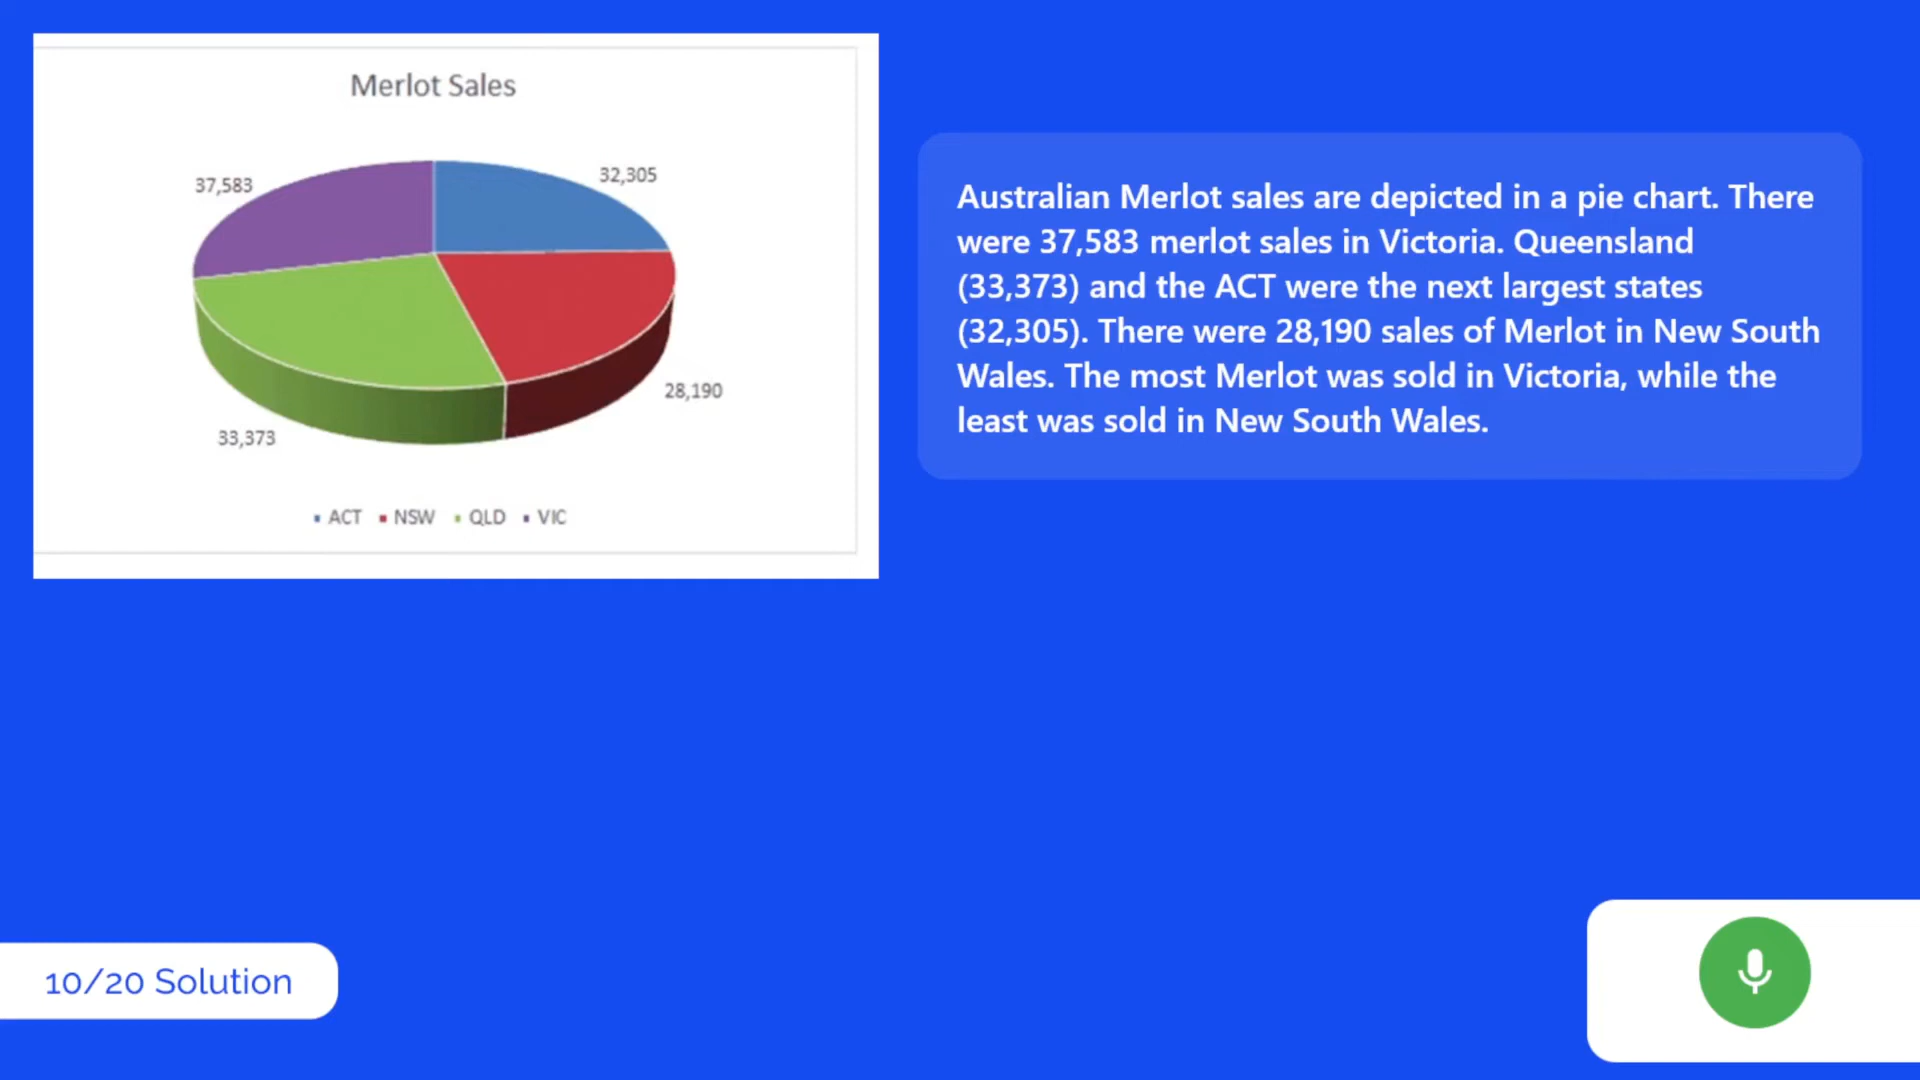 Merlot Sales
37,583
32,305
28,190
33,373
ACT NSW QLD VIC
Australian Merlot sales are depicted in a pie chart. There
were 37,583 merlot sales in Victoria. Queensland
(33,373) and the ACT were the next largest states
(32,305). There were 28,190 sales of Merlot in New South
Wales. The most Merlot was sold in Victoria, while the
least was sold in New South Wales.
10/20 Solution